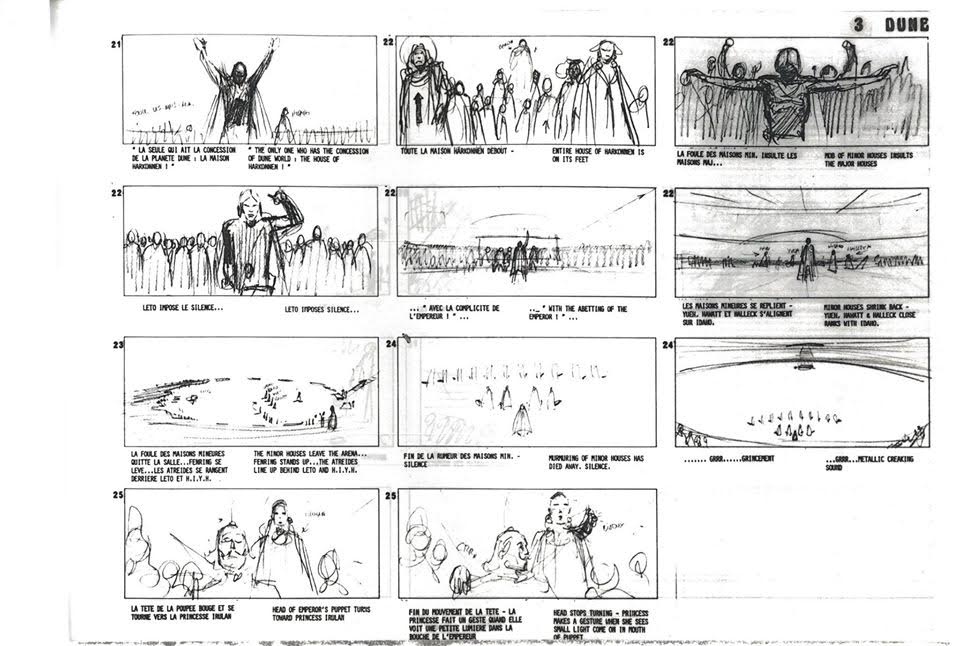 3 DUNE
21
22
22
" LA SEULE QUI AIT LA CONCESSION
DE LA PLANETE DUNE : LA MAISON
HARKONNEN ! "
" THE ONLY ONE WHO HAS THE CONCESSION
OF DUNE WORLD : THE HOUSE OF
HARKONNEN ! "
TOUTE LA MAISON HARKONNEN DEBOUT -
ENTIRE HOUSE OF HARKONNEN IS
ON ITS FEET
LA FOULE DES MAISONS MIN. INSULTE LES
MAISONS MAJ...
MOB OF MINOR HOUSES INSULTS
THE MAJOR HOUSES
22
22
22
LETO IMPOSE LE SILENCE...
LETO IMPOSES SILENCE...
... " AVEC LA COMPLICITE DE
L'EMPEREUR ! " ...
... " WITH THE ABETTING OF THE
EMPEROR ! " ...
LES MAISONS MINEURES SE REPLIENT -
YUEH, HAWATT ET HALLECK S'ALIGNENT
SUR IDAHO.
MINOR HOUSES SHRINK BACK -
YUEH, HAWATT & HALLECK CLOSE
RANKS WITH IDAHO.
23
24
24
LA FOULE DES MAISONS MINEURES
QUITTE LA SALLE...FENRING SE
LEVE...LES ATREIDES SE RANGENT
DERRIERE LETO ET H.I.Y.H.
THE MINOR HOUSES LEAVE THE ARENA...
FENRING STANDS UP...THE ATREIDES
LINE UP BEHIND LETO AND H.I.Y.H.
FIN DE LA RUMEUR DES MAISONS MIN. -
SILENCE
MURMURING OF MINOR HOUSES HAS
DIED AWAY. SILENCE.
....... GRRR......GRINCEMENT
...GRRR...METALLIC CREAKING
SOUND
25
25
LA TETE DE LA POUPEE BOUGE ET SE
TOURNE VERS LA PRINCESSE IRULAN
HEAD OF EMPEROR'S PUPPET TURNS
TOWARD PRINCESS IRULAN
FIN DU MOUVEMENT DE LA TETE - LA
PRINCESSE FAIT UN GESTE QUAND ELLE
VOIT UNE PETITE LUMIERE DANS LA
BOUCHE DE L'EMPEREUR
HEAD STOPS TURNING - PRINCESS
MAKES A GESTURE WHEN SHE SEES
SMALL LIGHT COME ON IN MOUTH
OF PUPPET